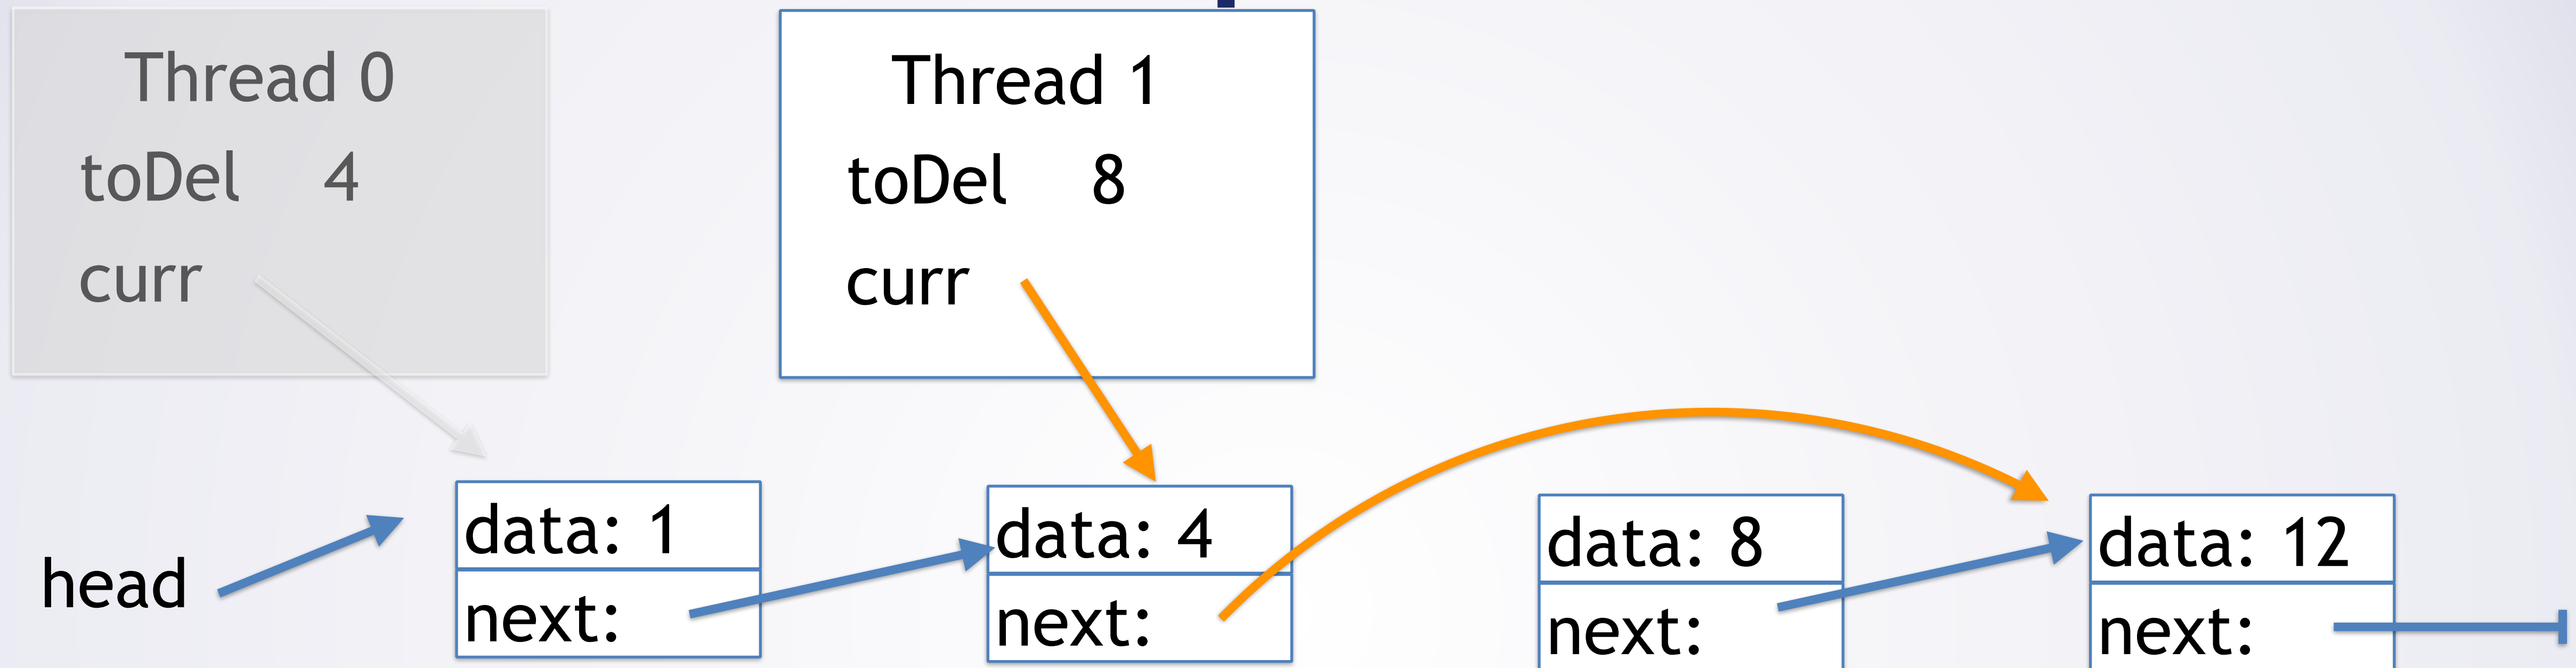 Thread 0
toDel 4
curr
Thread 1
toDel 8
curr
head
data: 1
next:
data: 4
next:
data: 8
next:
data: 12
next: